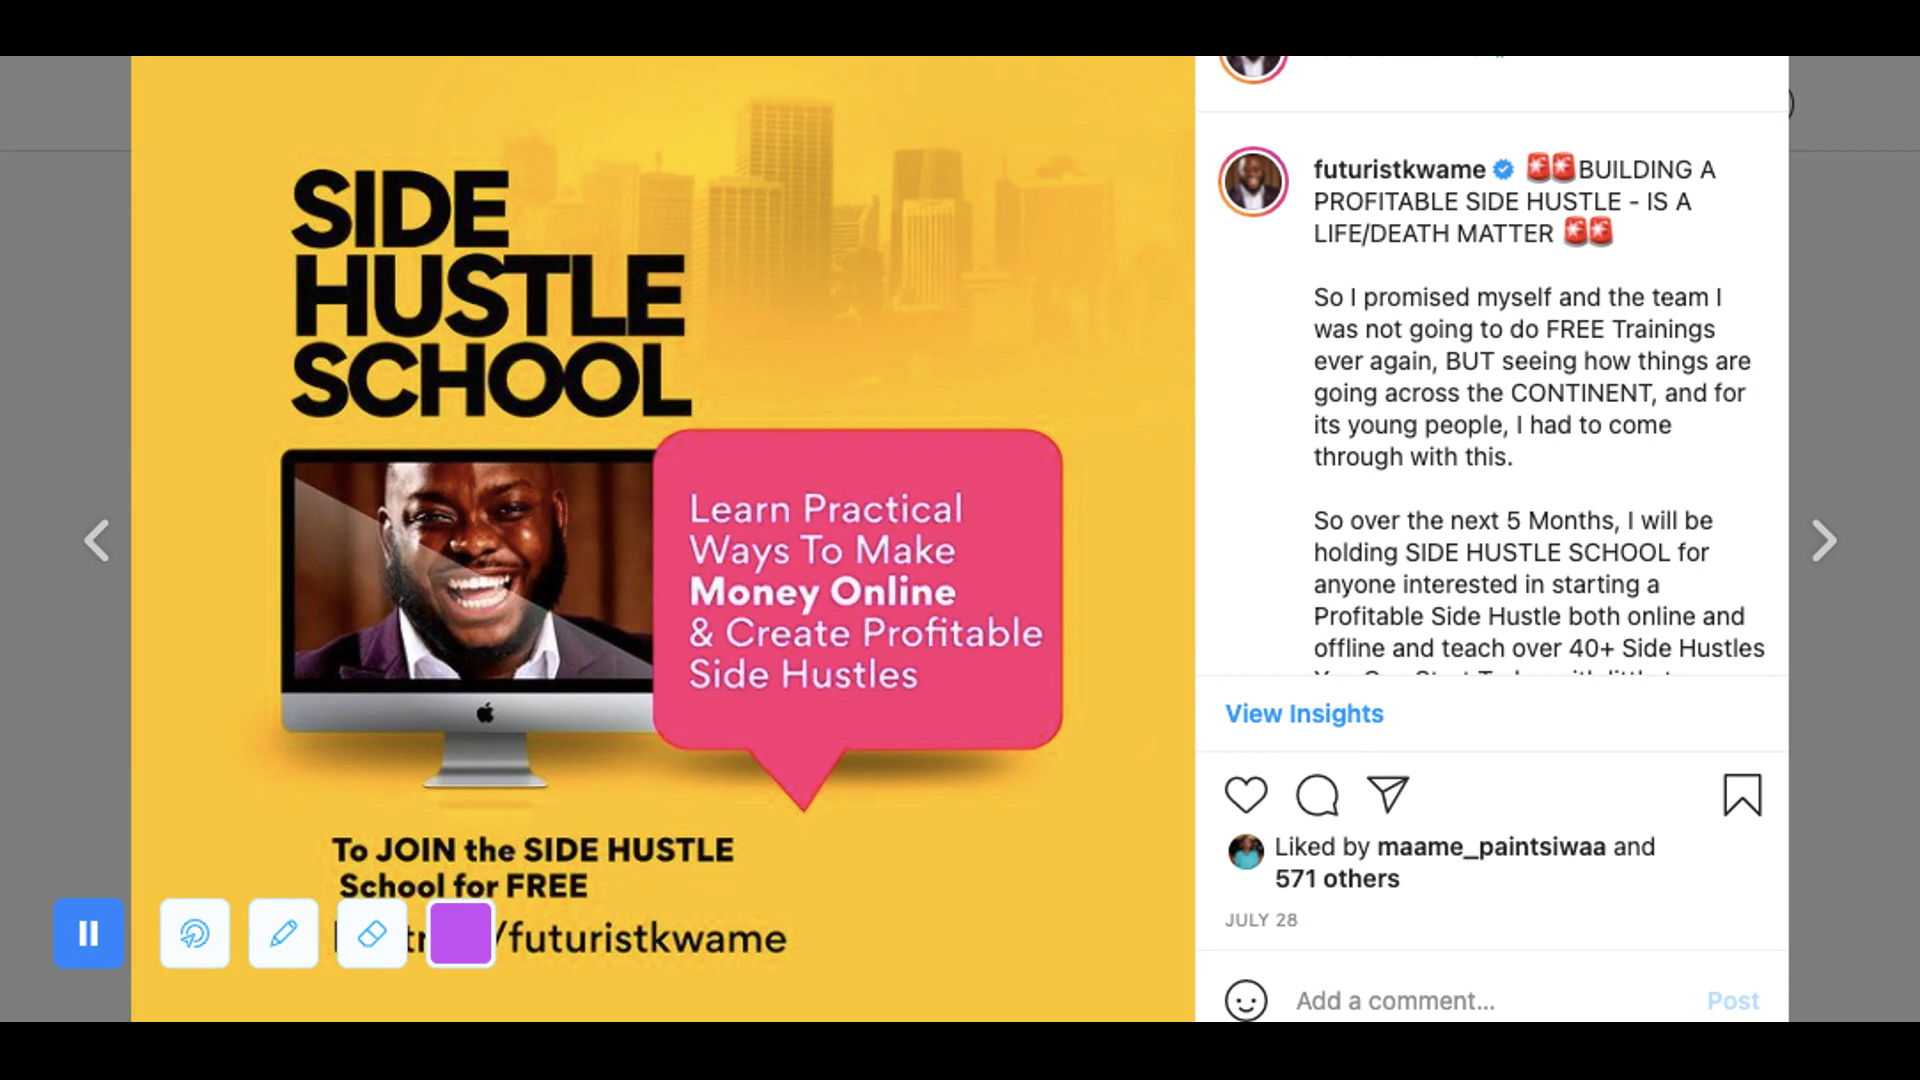 SIDE
HUSTLE
SCHOOL
Learn Practical
Ways To Make
Money Online
& Create Profitable
Side Hustles
To JOIN the SIDE HUSTLE
School for FREE
/futuristkwame
futuristkwame 🚨🚨BUILDING A
PROFITABLE SIDE HUSTLE - IS A
LIFE/DEATH MATTER 🚨🚨
So I promised myself and the team I
was not going to do FREE Trainings
ever again, BUT seeing how things are
going across the CONTINENT, and for
its young people, I had to come
through with this.
So over the next 5 Months, I will be
holding SIDE HUSTLE SCHOOL for
anyone interested in starting a
Profitable Side Hustle both online and
offline and teach over 40+ Side Hustles
View Insights
Liked by maame_paintsiwaa and
571 others
JULY 28
Add a comment...
Post